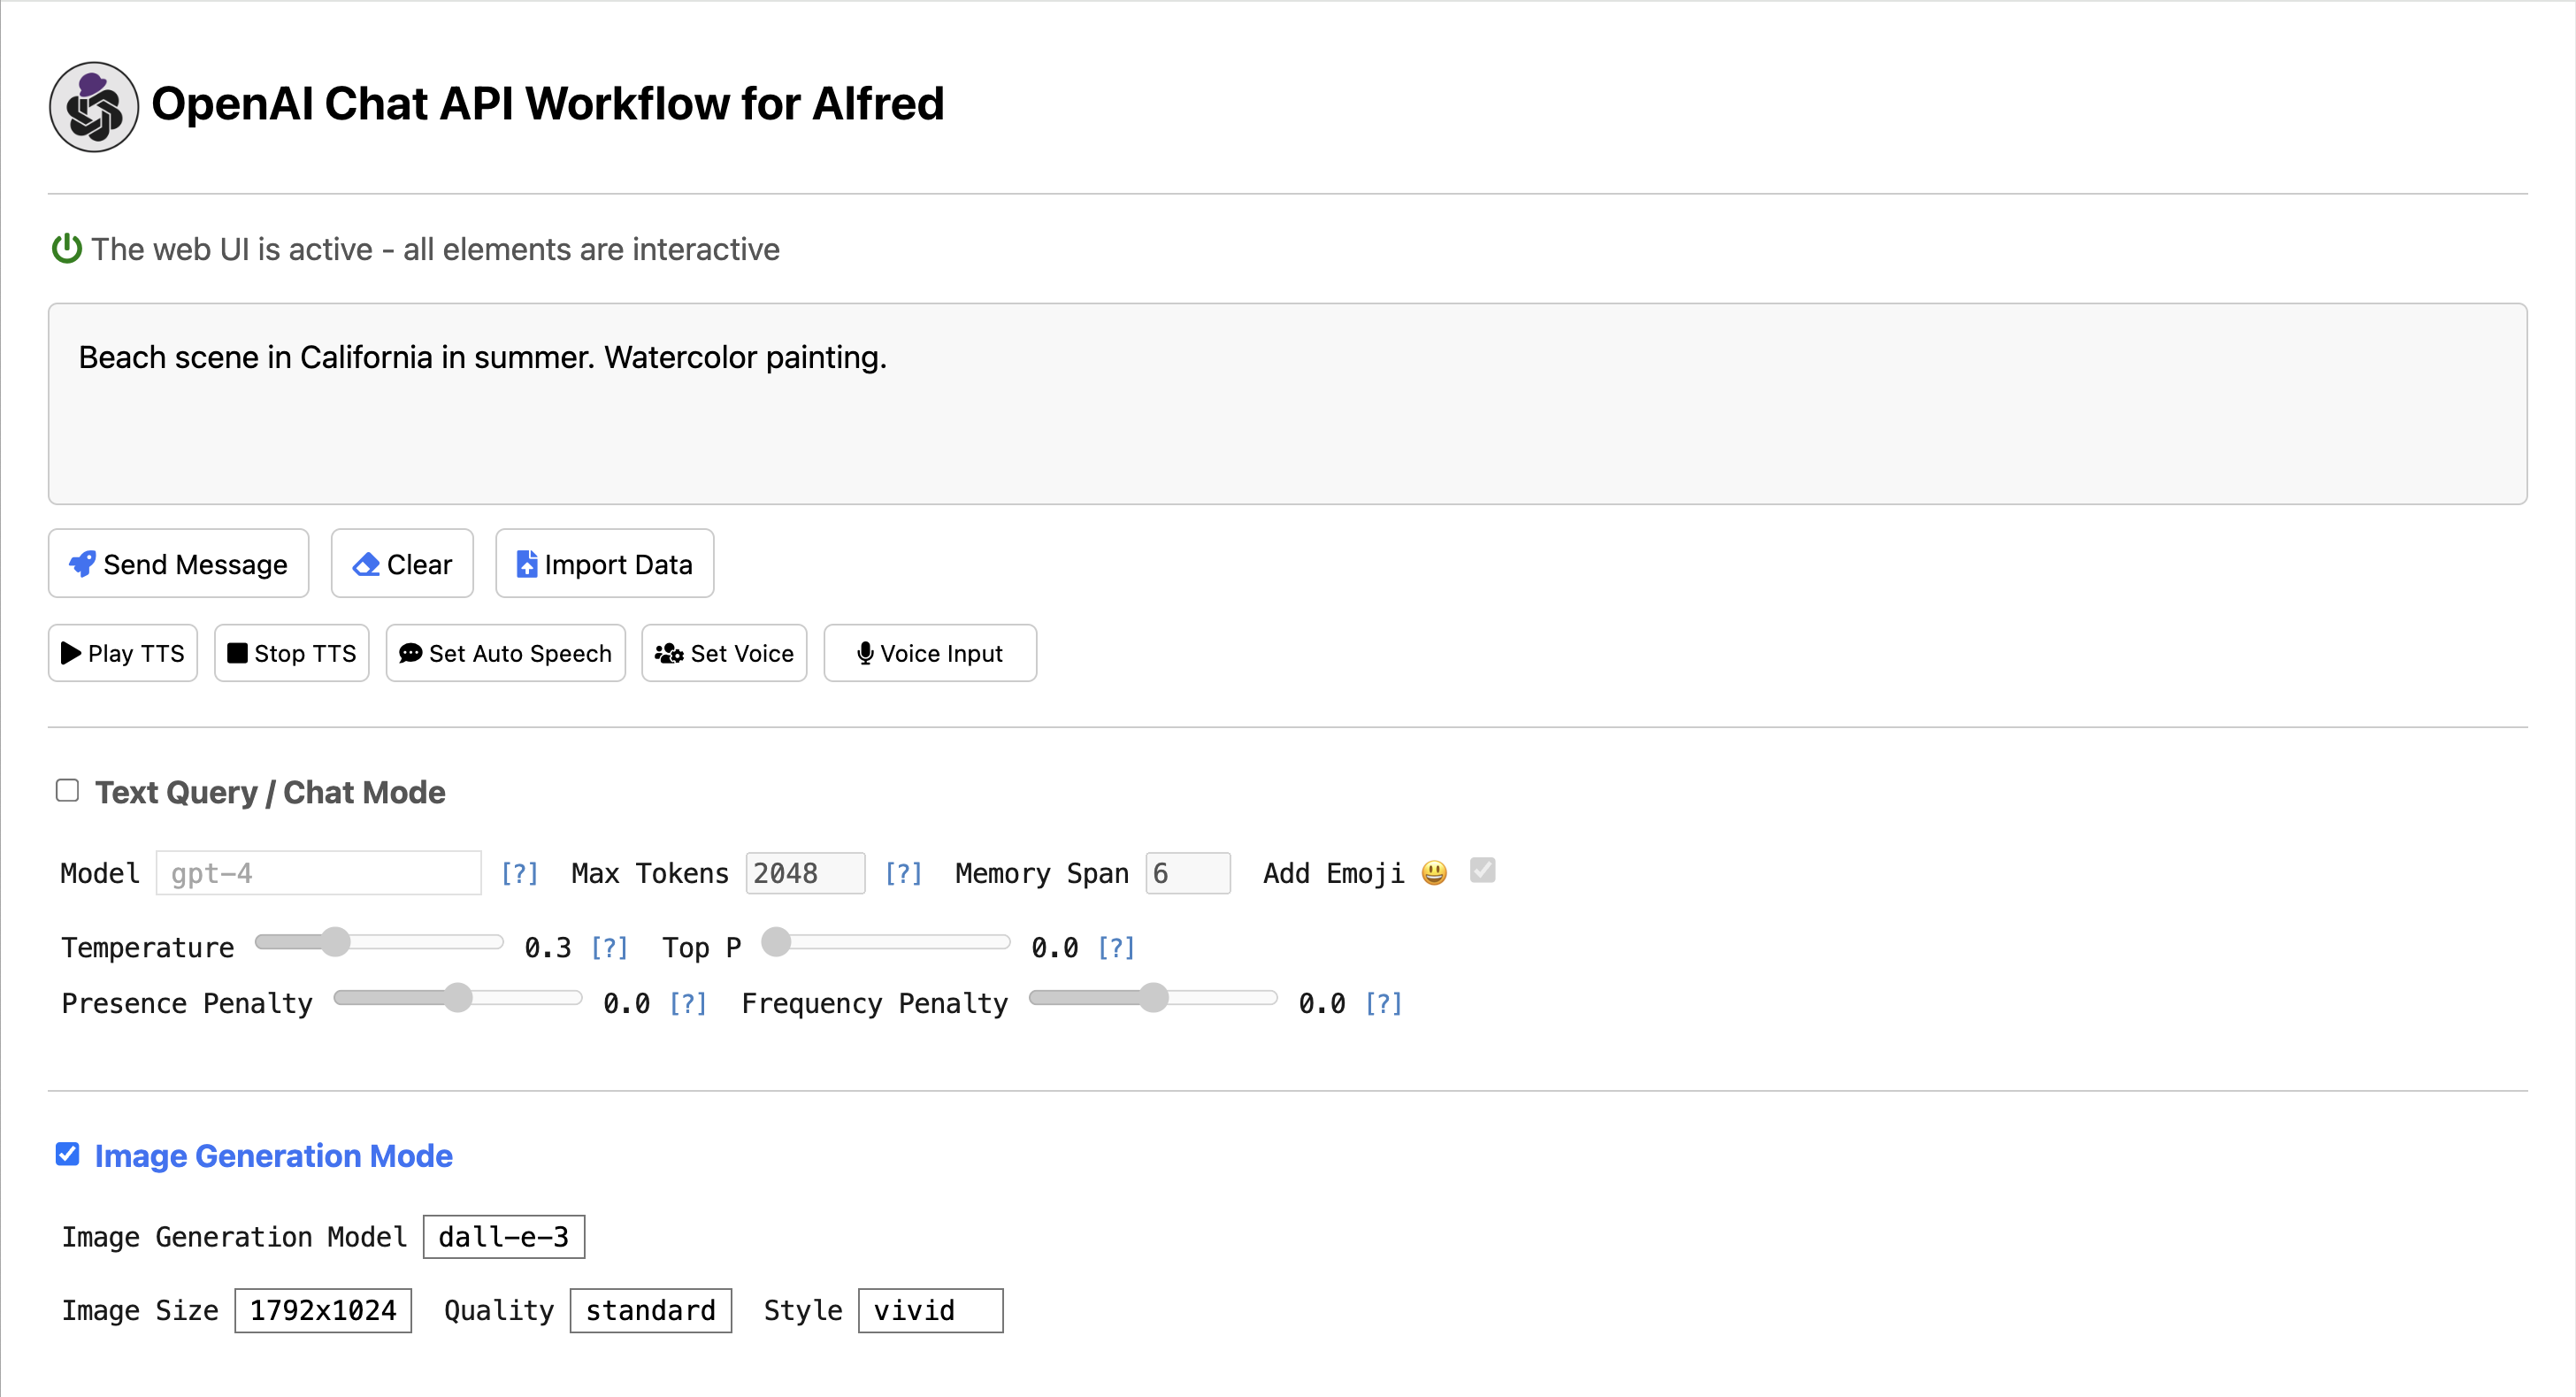 OpenAI Chat API Workflow for Alfred
The web UI is active - all elements are interactive
Beach scene in California in summer. Watercolor painting.
Send Message Clear Import Data
Play TTS Stop TTS Set Auto Speech Set Voice Voice Input
Text Query / Chat Mode
Model gpt-4 [?] Max Tokens 2048 [?] Memory Span 6 Add Emoji 😃
Temperature 0.3 [?] Top P 0.0 [?]
Presence Penalty 0.0 [?] Frequency Penalty 0.0 [?]
Image Generation Mode
Image Generation Model dall-e-3
Image Size 1792x1024 Quality standard Style vivid